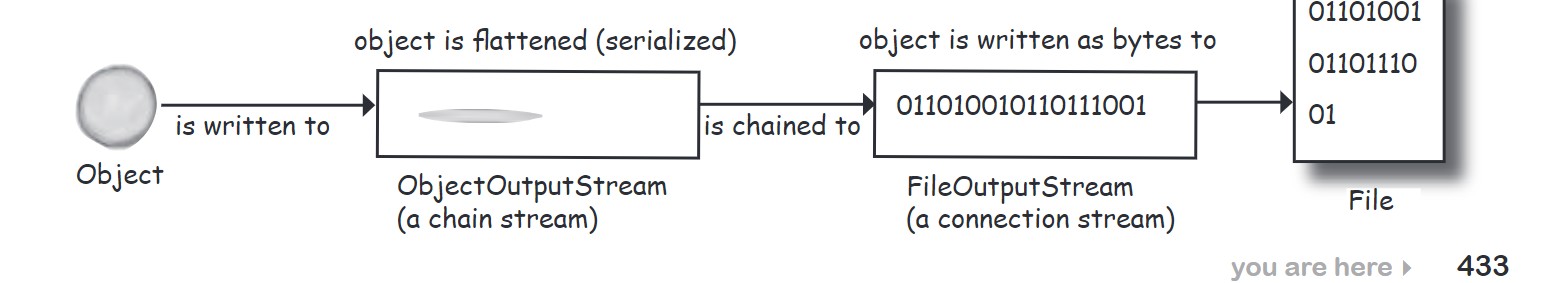 object is flattened (serialized)
object is written as bytes to
01101001
01101110
01
is written to
is chained to
011010010110111001
Object
ObjectOutputStream
(a chain stream)
FileOutputStream
(a connection stream)
File
you are here
433